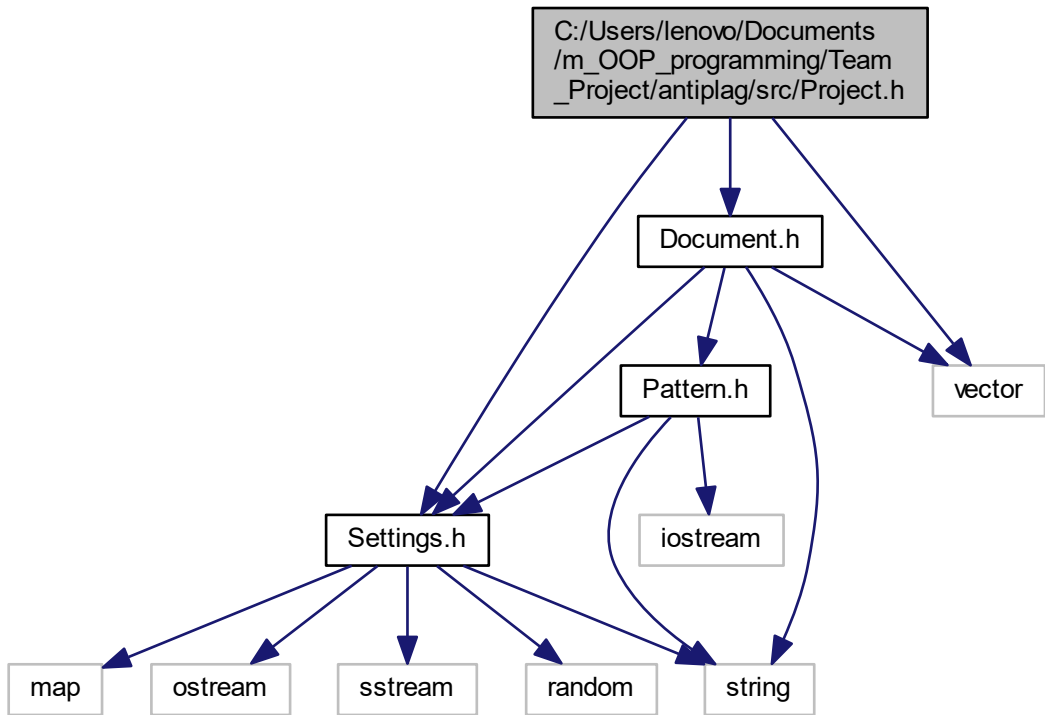 C:/Users/lenovo/Documents
/m_OOP_programming/Team
_Project/antiplag/src/Project.h
Document.h
Pattern.h
vector
Settings.h
iostream
map
ostream
sstream
random
string